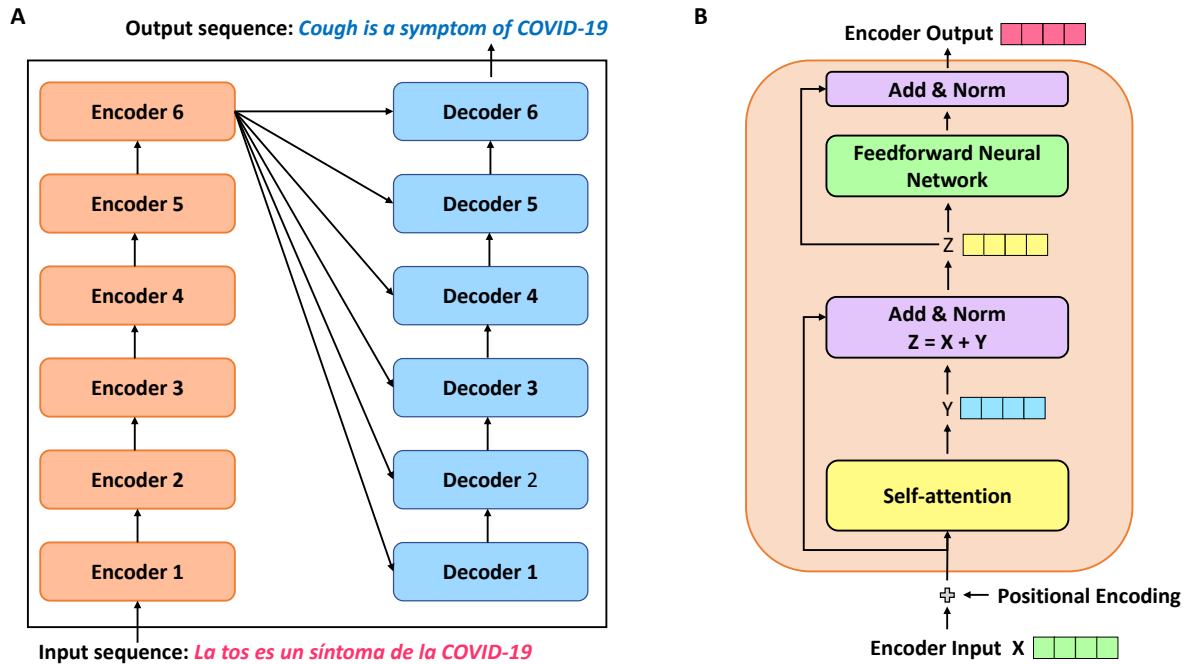 A
Output sequence: Cough is a symptom of COVID-19
Encoder 6
Encoder 5
Encoder 4
Encoder 3
Encoder 2
Encoder 1
Decoder 6
Decoder 5
Decoder 4
Decoder 3
Decoder 2
Decoder 1
Input sequence: La tos es un síntoma de la COVID-19
B
Encoder Output
Add & Norm
Feedforward Neural
Network
Z
Add & Norm
Z = X + Y
Y
Self-attention
Positional Encoding
Encoder Input X